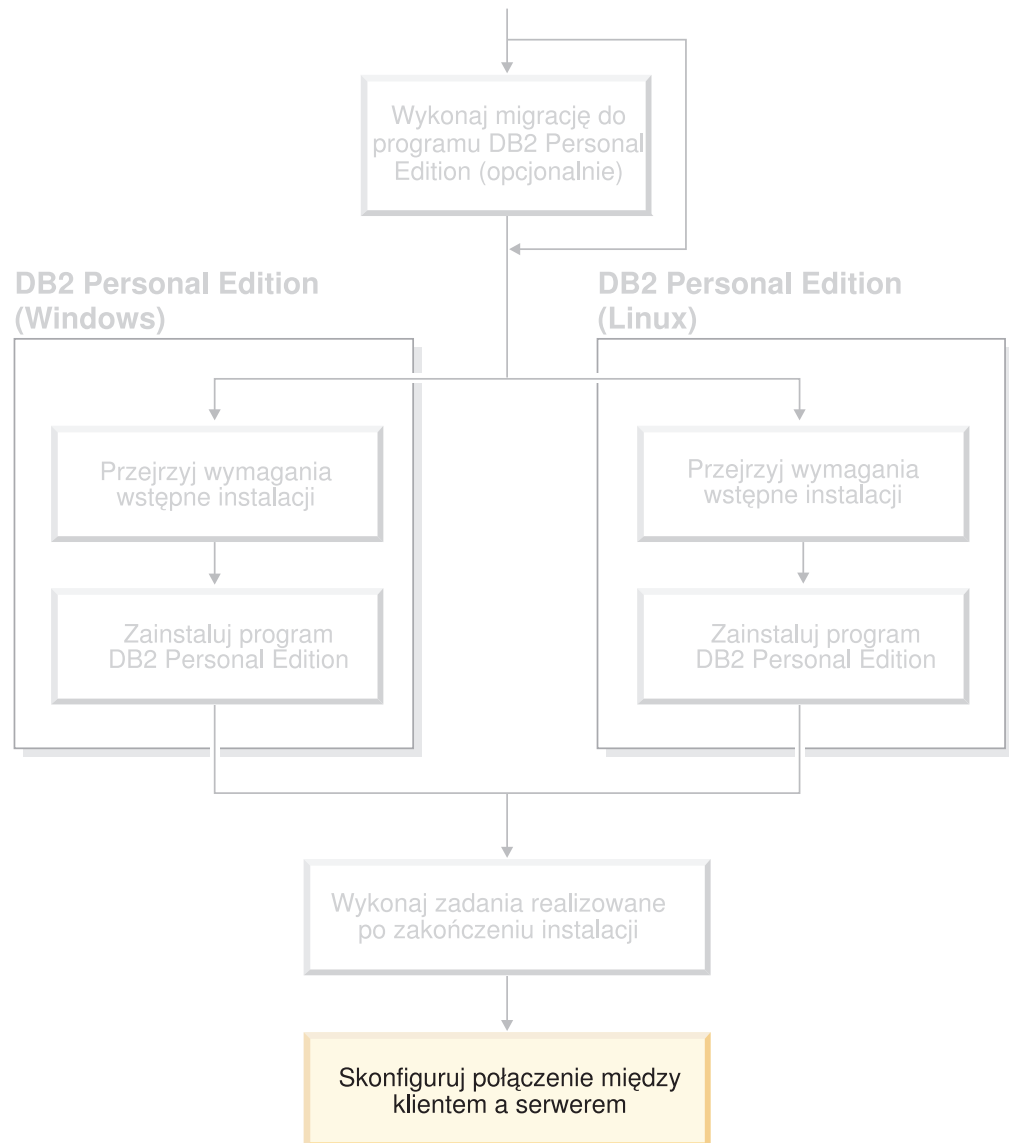 Wykonaj migrację do
programu DB2 Personal
Edition (opcjonalnie)
DB2 Personal Edition
(Windows)
DB2 Personal Edition
(Linux)
Przejrzyj wymagania
wstępne instalacji
Przejrzyj wymagania
wstępne instalacji
Zainstaluj program
DB2 Personal Edition
Zainstaluj program
DB2 Personal Edition
Wykonaj zadania realizowane
po zakończeniu instalacji
Skonfiguruj połączenie między
klientem a serwerem